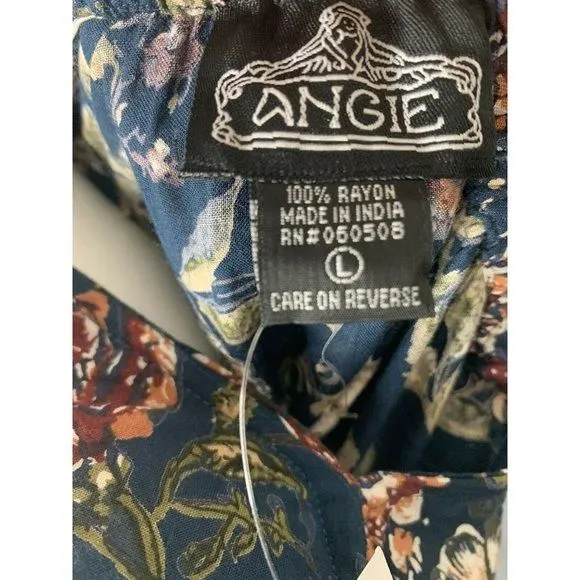 ANGIE
100% RAYON
MADE IN INDIA
RN#060508
L
CARE ON REVERSE